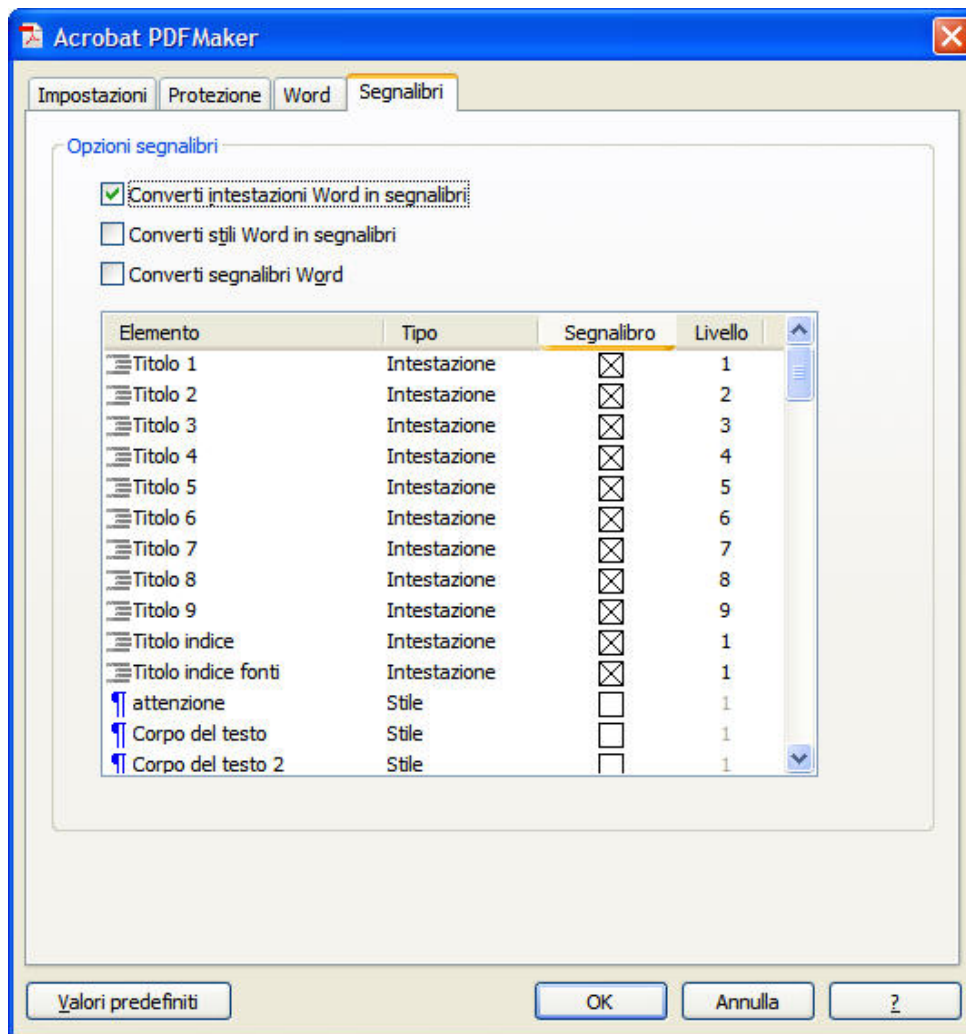 Acrobat PDFMaker
Impostazioni Protezione Word Segnalibri
Opzioni segnalibri
Converti intestazioni Word in segnalibri
Converti stili Word in segnalibri
Converti segnalibri Word
Elemento Tipo Segnalibro Livello
Titolo 1 Intestazione 1
Titolo 2 Intestazione 2
Titolo 3 Intestazione 3
Titolo 4 Intestazione 4
Titolo 5 Intestazione 5
Titolo 6 Intestazione 6
Titolo 7 Intestazione 7
Titolo 8 Intestazione 8
Titolo 9 Intestazione 9
Titolo indice Intestazione 1
Titolo indice fonti Intestazione 1
¶ attenzione Stile 1
¶ Corpo del testo Stile 1
¶ Corpo del testo 2 Stile 1
Valori predefiniti OK Annulla ?